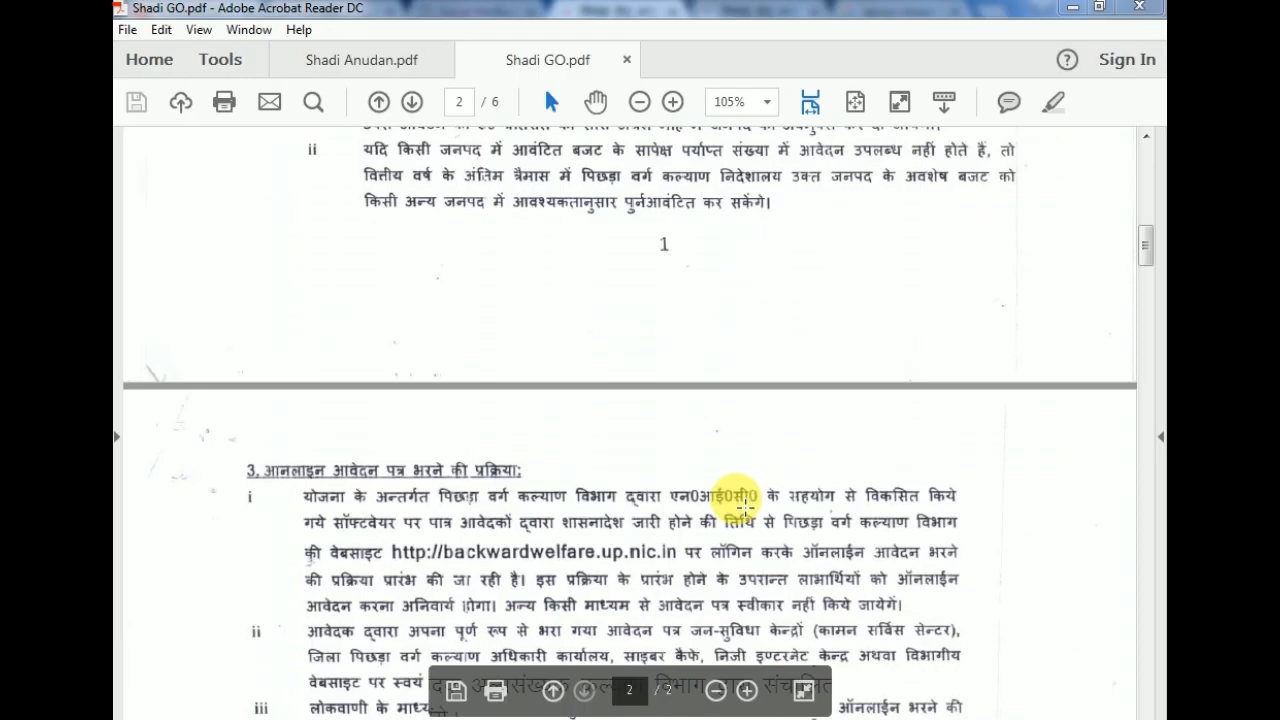 Shadi GO.pdf - Adobe Acrobat Reader DC
File Edit View Window Help
Home Tools Shadi Anudan.pdf Shadi GO.pdf × ? Sign In
2 / 6 105%
ii यदि किसी जनपद में आवंटित बजट के सापेक्ष पर्याप्त संख्या में आवेदन उपलब्ध नहीं होते हैं, तो
वित्तीय वर्ष के अंतिम त्रैमास में पिछड़ा वर्ग कल्याण निदेशालय उक्त जनपद के अवशेष बजट को
किसी अन्य जनपद में आवश्यकतानुसार पुर्नआवंटित कर सकेंगे।
1
3. आनलाइन आवेदन पत्र भरने की प्रक्रिया:
i योजना के अन्तर्गत पिछड़ा वर्ग कल्याण विभाग द्वारा एन0आई0सी0 के सहयोग से विकसित किये
गये सॉफ्टवेयर पर पात्र आवेदकों द्वारा शासनादेश जारी होने की तिथि से पिछड़ा वर्ग कल्याण विभाग
की वेबसाइट http://backwardwelfare.up.nic.in पर लॉगिन करके ऑनलाईन आवेदन भरने
की प्रक्रिया प्रारंभ की जा रही है। इस प्रक्रिया के प्रारंभ होने के उपरान्त लाभार्थियों को ऑनलाईन
आवेदन करना अनिवार्य होगा। अन्य किसी माध्यम से आवेदन पत्र स्वीकार नहीं किये जायेगें।
ii आवेदक द्वारा अपना पूर्ण रूप से भरा गया आवेदन पत्र जन-सुविधा केन्द्रों (कामन सर्विस सेन्टर),
जिला पिछड़ा वर्ग कल्याण अधिकारी कार्यालय, साइबर कैफे, निजी इण्टरनेट केन्द्र अथवा विभागीय
वेबसाइट पर स्वयं
2 / 2
iii लोकवाणी के ऑनलाईन भरने की